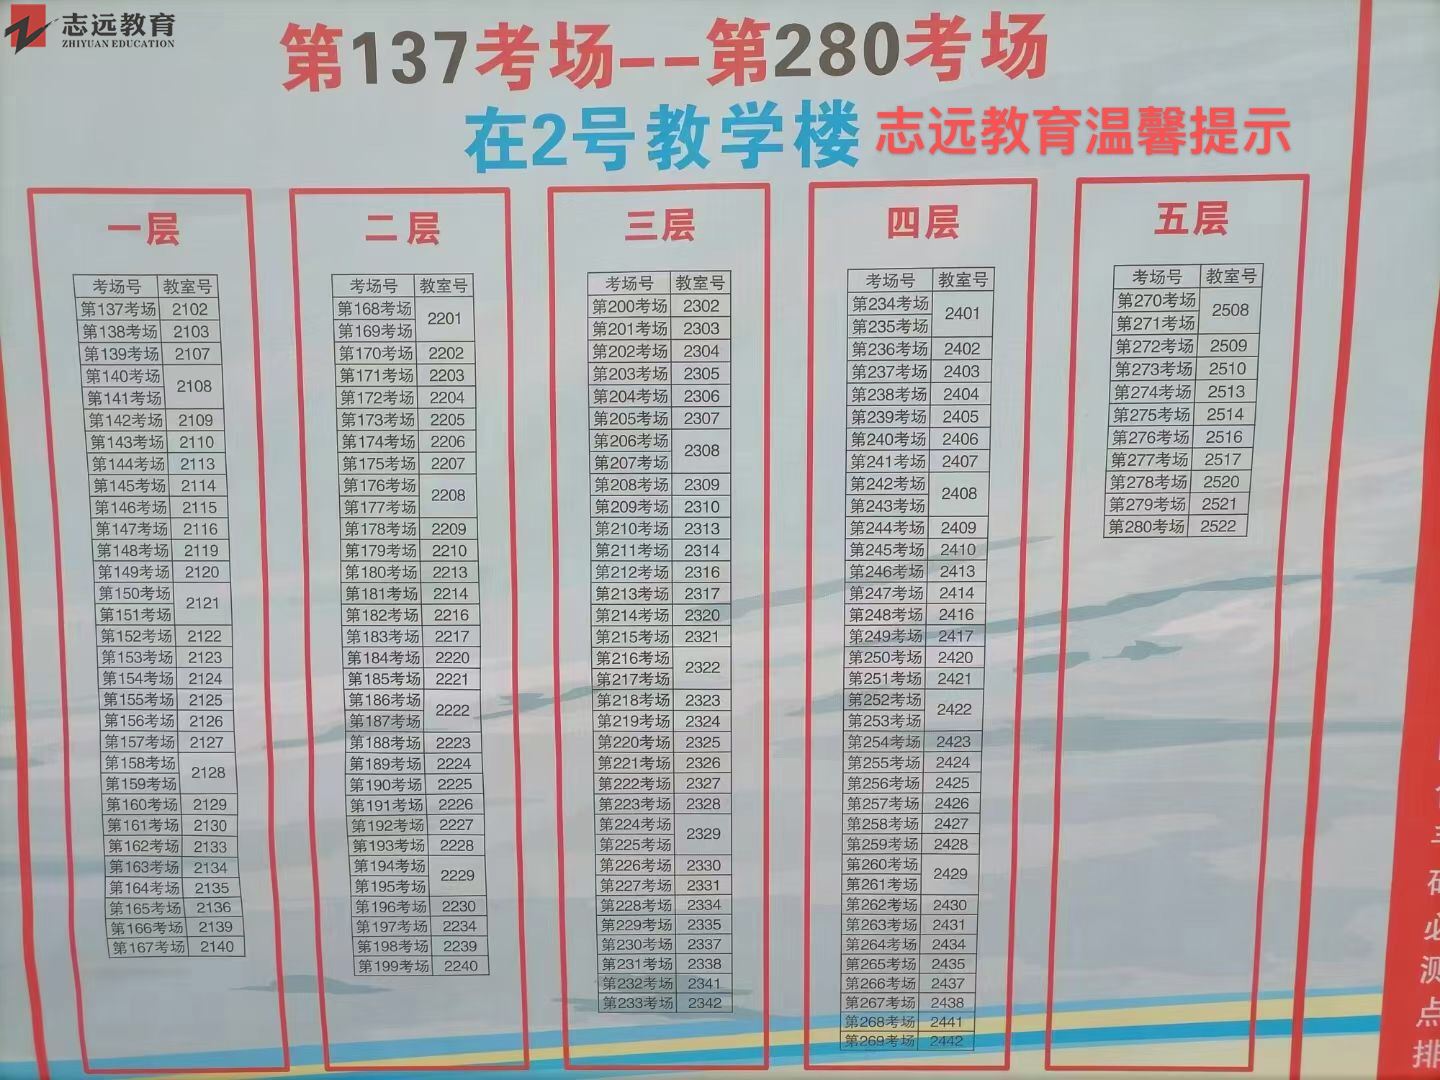 志远教育
ZHIYUAN EDUCATION
第137考场--第280考场
在2号教学楼
志远教育温馨提示
一层
考场号 教室号
第137考场 2102
第138考场 2103
第139考场 2107
第140考场 2108
第141考场
第142考场 2109
第143考场 2110
第144考场 2113
第145考场 2114
第146考场 2115
第147考场 2116
第148考场 2119
第149考场 2120
第150考场 2121
第151考场
第152考场 2122
第153考场 2123
第154考场 2124
第155考场 2125
第156考场 2126
第157考场 2127
第158考场 2128
第159考场
第160考场 2129
第161考场 2130
第162考场 2133
第163考场 2134
第164考场 2135
第165考场 2136
第166考场 2139
第167考场 2140
二层
考场号 教室号
第168考场 2201
第169考场
第170考场 2202
第171考场 2203
第172考场 2204
第173考场 2205
第174考场 2206
第175考场 2207
第176考场 2208
第177考场
第178考场 2209
第179考场 2210
第180考场 2213
第181考场 2214
第182考场 2216
第183考场 2217
第184考场 2220
第185考场 2221
第186考场 2222
第187考场
第188考场 2223
第189考场 2224
第190考场 2225
第191考场 2226
第192考场 2227
第193考场 2228
第194考场 2229
第195考场
第196考场 2230
第197考场 2234
第198考场 2239
第199考场 2240
三层
考场号 教室号
第200考场 2302
第201考场 2303
第202考场 2304
第203考场 2305
第204考场 2306
第205考场 2307
第206考场 2308
第207考场
第208考场 2309
第209考场 2310
第210考场 2313
第211考场 2314
第212考场 2316
第213考场 2317
第214考场 2320
第215考场 2321
第216考场 2322
第217考场
第218考场 2323
第219考场 2324
第220考场 2325
第221考场 2326
第222考场 2327
第223考场 2328
第224考场 2329
第225考场
第226考场 2330
第227考场 2331
第228考场 2334
第229考场 2335
第230考场 2337
第231考场 2338
第232考场 2341
第233考场 2342
四层
考场号 教室号
第234考场 2401
第235考场
第236考场 2402
第237考场 2403
第238考场 2404
第239考场 2405
第240考场 2406
第241考场 2407
第242考场 2408
第243考场
第244考场 2409
第245考场 2410
第246考场 2413
第247考场 2414
第248考场 2416
第249考场 2417
第250考场 2420
第251考场 2421
第252考场 2422
第253考场
第254考场 2423
第255考场 2424
第256考场 2425
第257考场 2426
第258考场 2427
第259考场 2428
第260考场 2429
第261考场
第262考场 2430
第263考场 2431
第264考场 2434
第265考场 2435
第266考场 2437
第267考场 2438
第268考场 2441
第269考场 2442
五层
考场号 教室号
第270考场 2508
第271考场
第272考场 2509
第273考场 2510
第274考场 2513
第275考场 2514
第276考场 2516
第277考场 2517
第278考场 2520
第279考场 2521
第280考场 2522
测
点
排